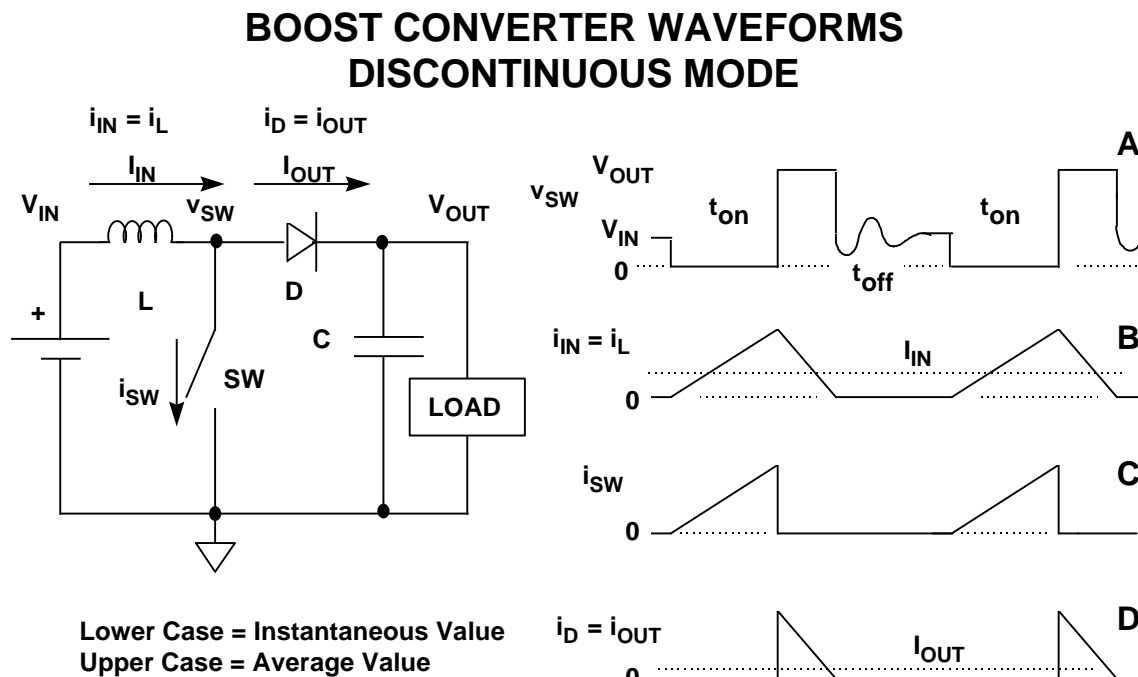 BOOST CONVERTER WAVEFORMS
DISCONTINUOUS MODE
iIN = iL
iD = iOUT
IIN
IOUT
VIN
vSW
VOUT
L
D
+
C
iSW
SW
LOAD
Lower Case = Instantaneous Value
Upper Case = Average Value
A
vSW
VOUT
VIN
0
ton
toff
ton
B
iIN = iL
IIN
0
C
iSW
0
D
iD = iOUT
IOUT
0